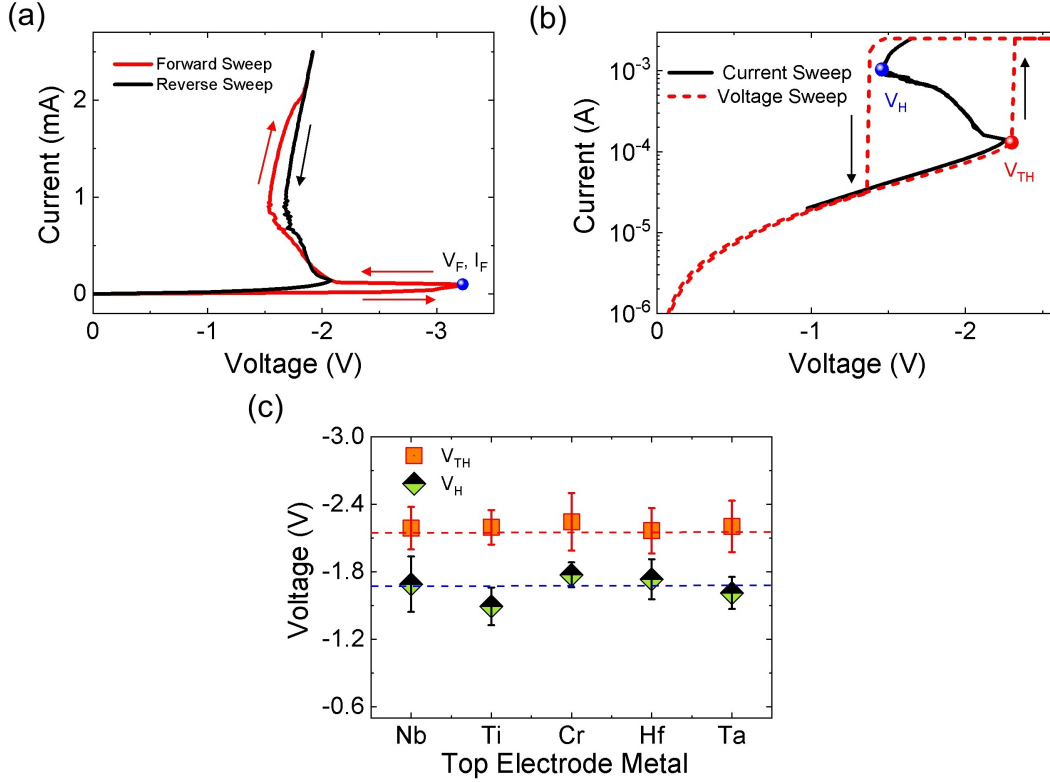 (a)
Forward Sweep
Reverse Sweep
V_F, I_F
Current (mA)
2
1
0
0 -1 -2 -3
Voltage (V)
(b)
Current Sweep
Voltage Sweep
V_H
V_TH
Current (A)
10^-3
10^-4
10^-5
10^-6
0 -1 -2
Voltage (V)
(c)
V_TH
V_H
Voltage (V)
-3.0
-2.4
-1.8
-1.2
-0.6
Nb Ti Cr Hf Ta
Top Electrode Metal